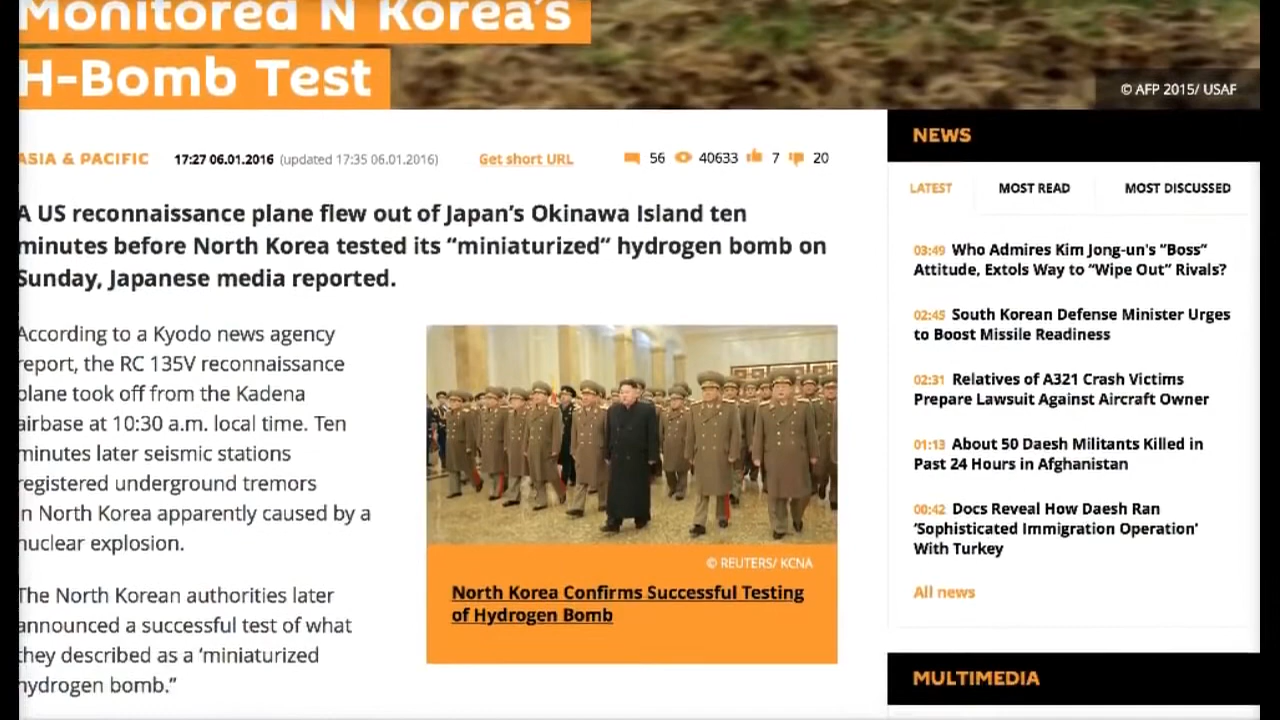 Monitored N Korea's
H-Bomb Test
© AFP 2015/ USAF
ASIA & PACIFIC 17:27 06.01.2016 (updated 17:35 06.01.2016) Get short URL 56 40633 7 20
A US reconnaissance plane flew out of Japan's Okinawa Island ten
minutes before North Korea tested its “miniaturized“ hydrogen bomb on
Sunday, Japanese media reported.
According to a Kyodo news agency
report, the RC 135V reconnaissance
plane took off from the Kadena
airbase at 10:30 a.m. local time. Ten
minutes later seismic stations
registered underground tremors
in North Korea apparently caused by a
nuclear explosion.
The North Korean authorities later
announced a successful test of what
they described as a ‘miniaturized
hydrogen bomb.”
© REUTERS/ KCNA
North Korea Confirms Successful Testing
of Hydrogen Bomb
NEWS
LATEST MOST READ MOST DISCUSSED
03:49 Who Admires Kim Jong-un's “Boss”
Attitude, Extols Way to “Wipe Out” Rivals?
02:45 South Korean Defense Minister Urges
to Boost Missile Readiness
02:31 Relatives of A321 Crash Victims
Prepare Lawsuit Against Aircraft Owner
01:13 About 50 Daesh Militants Killed in
Past 24 Hours in Afghanistan
00:42 Docs Reveal How Daesh Ran
‘Sophisticated Immigration Operation’
With Turkey
All news
MULTIMEDIA